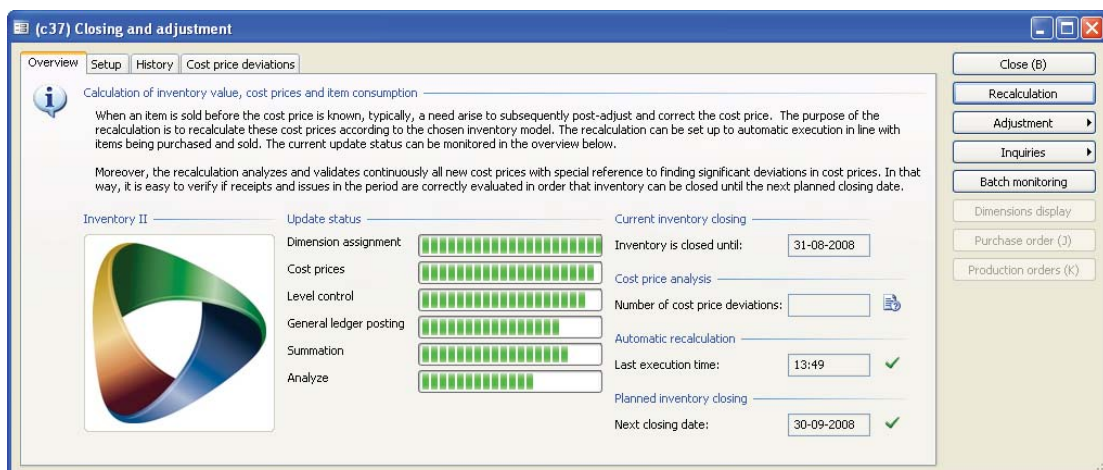 (c37) Closing and adjustment
Overview Setup History Cost price deviations
Calculation of inventory value, cost prices and item consumption
When an item is sold before the cost price is known, typically, a need arise to subsequently post-adjust and correct the cost price. The purpose of the
recalculation is to recalculate these cost prices according to the chosen inventory model. The recalculation can be set up to automatic execution in line with
items being purchased and sold. The current update status can be monitored in the overview below.
Moreover, the recalculation analyzes and validates continuously all new cost prices with special reference to finding significant deviations in cost prices. In that
way, it is easy to verify if receipts and issues in the period are correctly evaluated in order that inventory can be closed until the next planned closing date.
Inventory II
Update status
Dimension assignment
Cost prices
Level control
General ledger posting
Summation
Analyze
Current inventory closing
Inventory is closed until: 31-08-2008
Cost price analysis
Number of cost price deviations:
Automatic recalculation
Last execution time: 13:49
Planned inventory closing
Next closing date: 30-09-2008
Close (B)
Recalculation
Adjustment
Inquiries
Batch monitoring
Dimensions display
Purchase order (J)
Production orders (K)